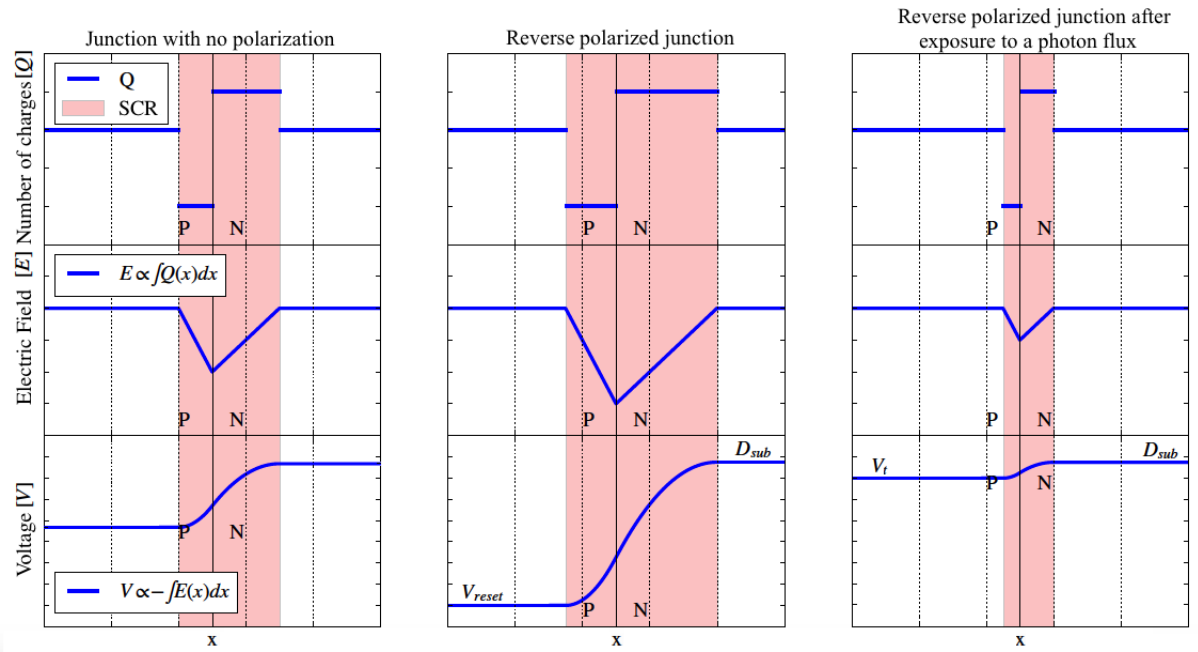 Junction with no polarization
Reverse polarized junction
Reverse polarized junction after
exposure to a photon flux
Number of charges[Q]
Q
SCR
P N
P N
P N
Electric Field [E]
E ∝ ∫Q(x)dx
P N
P N
P N
Voltage [V]
P N
V ∝ − ∫E(x)dx
x
D_sub
V_reset
P N
x
V_t
D_sub
P N
x